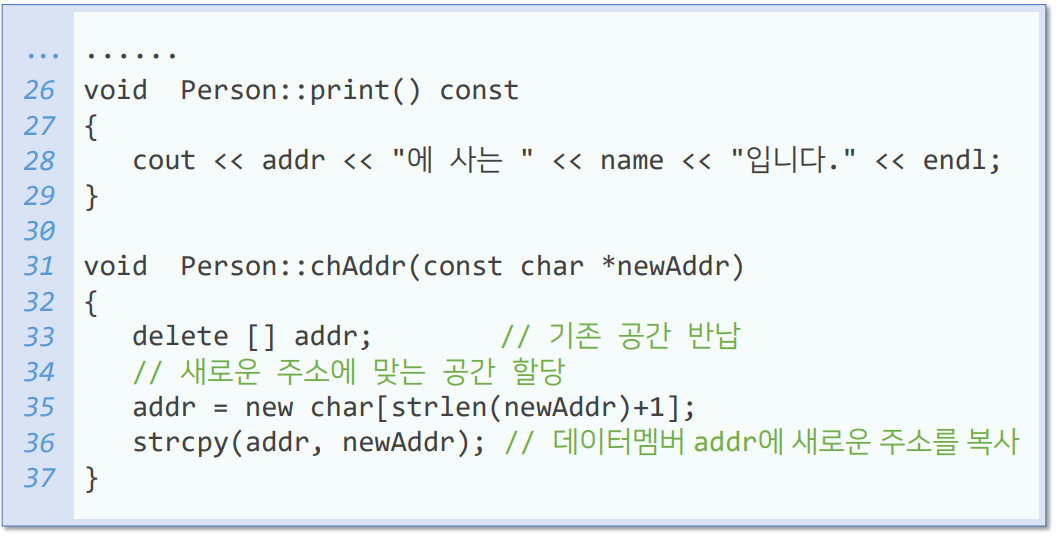 ... ......
26 void  Person::print() const
27 {
28    cout << addr << "에 사는 " << name << "입니다." << endl;
29 }
30
31 void  Person::chAddr(const char *newAddr)
32 {
33    delete [] addr;        // 기존 공간 반납
34    // 새로운 주소에 맞는 공간 할당
35    addr = new char[strlen(newAddr)+1];
36    strcpy(addr, newAddr); // 데이터멤버 addr에 새로운 주소를 복사
37 }